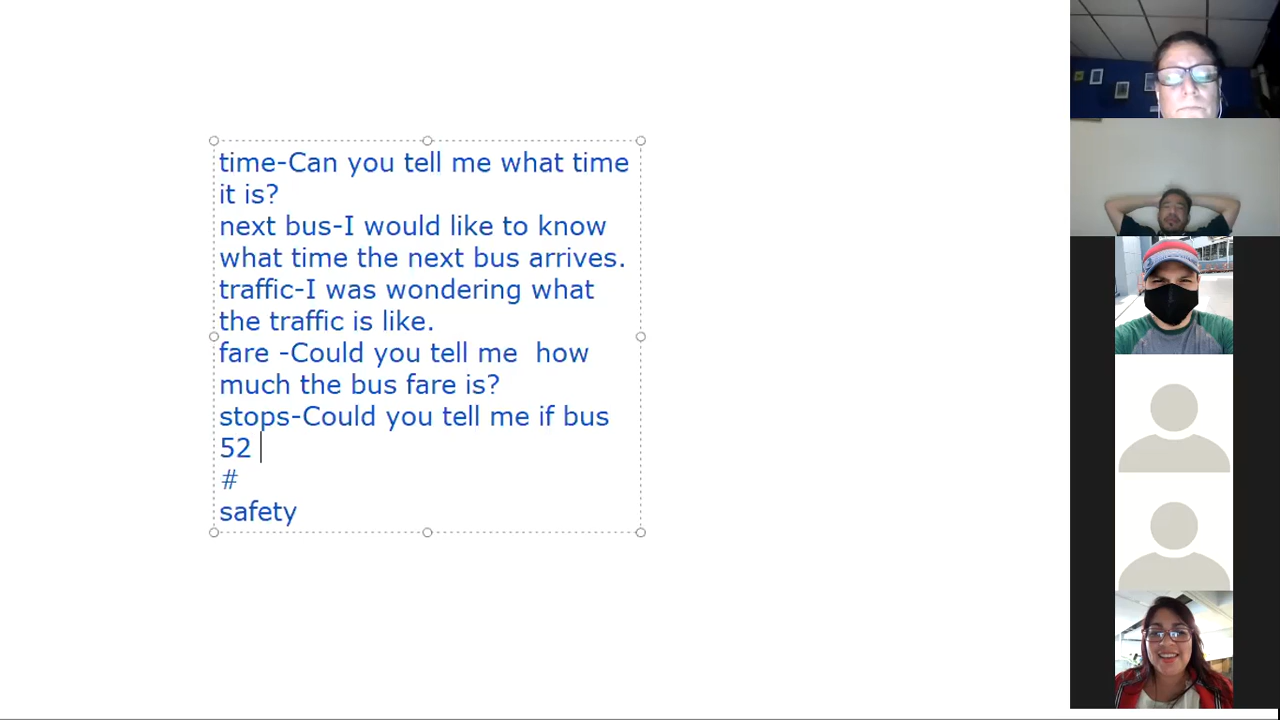 time-Can you tell me what time
it is?
next bus-I would like to know
what time the next bus arrives.
traffic-I was wondering what
the traffic is like.
fare -Could you tell me  how
much the bus fare is?
stops-Could you tell me if bus
52
#
safety